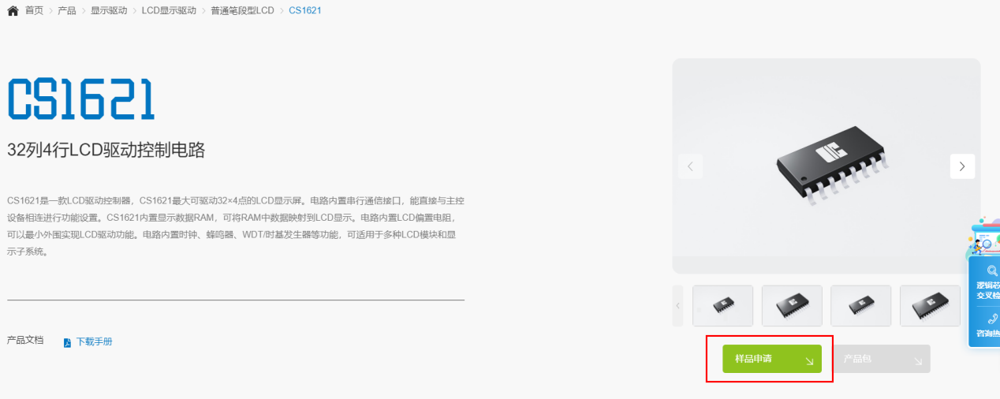 首页 > 产品 > 显示驱动 > LCD显示驱动 > 普通笔段型LCD > CS1621
CS1621
32列4行LCD驱动控制电路
CS1621是一款LCD驱动控制器，CS1621最大可驱动32×4点的LCD显示屏。电路内置串行通信接口，能直接与主控
设备相连进行功能设置。CS1621内置显示数据RAM，可将RAM中数据映射到LCD显示。电路内置LCD偏置电阻，
可以最小外围实现LCD驱动功能。电路内置时钟、蜂鸣器、WDT/时基发生器等功能，可适用于多种LCD模块和显
示子系统。
产品文档
下载手册
样品申请
产品包
逻辑芯
交叉检
咨询热